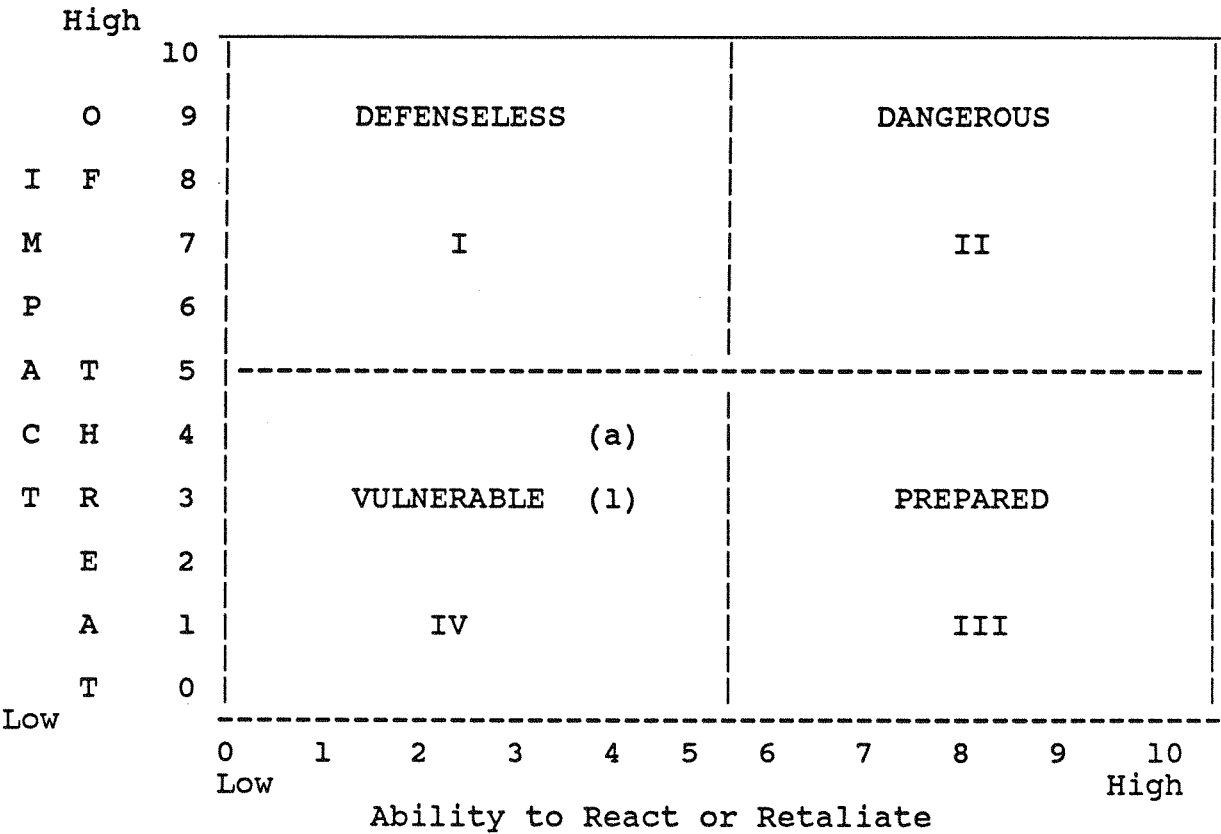 High
10
O 9 DEFENSELESS DANGEROUS
I F 8
M 7 I II
P 6
A T 5
C H 4 (a)
T R 3 VULNERABLE (1) PREPARED
E 2
A 1 IV III
T 0
Low
0 1 2 3 4 5 6 7 8 9 10
Low High
Ability to React or Retaliate